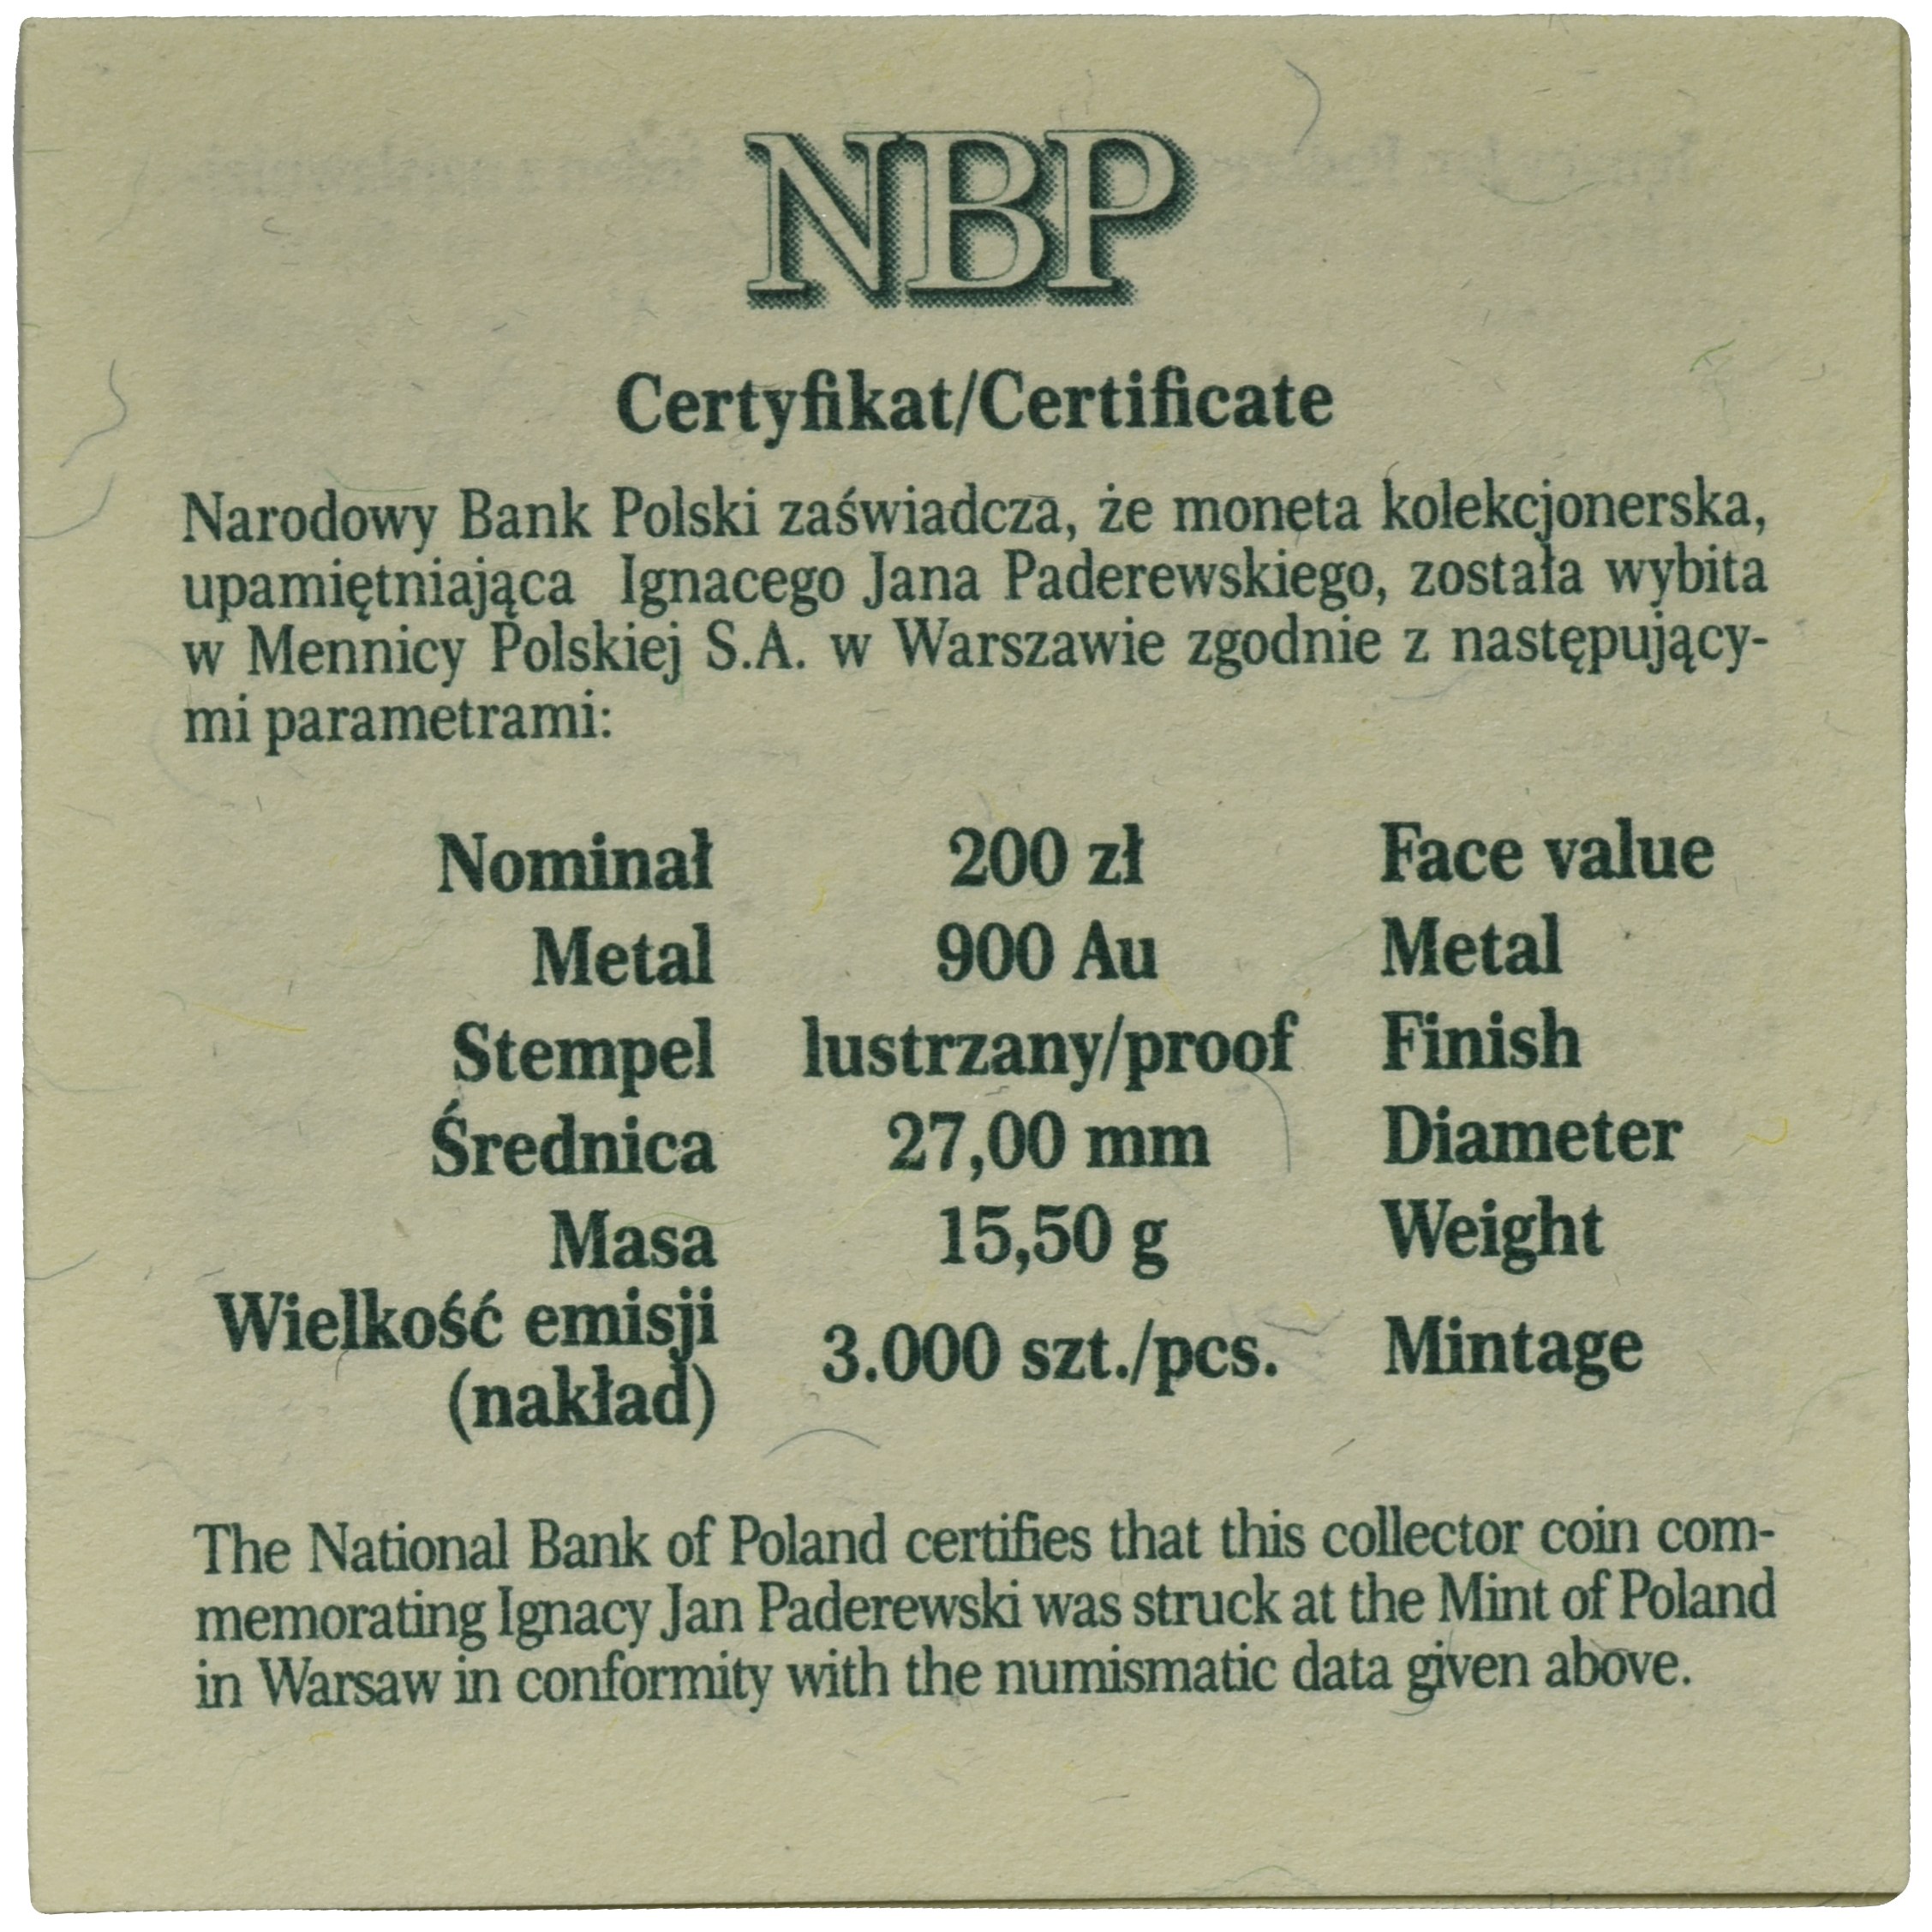 NBP
Certyfikat/Certificate
Narodowy Bank Polski zaświadcza, że moneta kolekcjonerska,
upamiętniająca Ignacego Jana Paderewskiego, została wybita
w Mennicy Polskiej S.A. w Warszawie zgodnie z następujący-
mi parametrami:
Nominał 200 zł Face value
Metal 900 Au Metal
Stempel lustrzany/proof Finish
Średnica 27,00 mm Diameter
Masa 15,50 g Weight
Wielkość emisji
(nakład) 3.000 szt./pcs. Mintage
The National Bank of Poland certifies that this collector coin com-
memorating Ignacy Jan Paderewski was struck at the Mint of Poland
in Warsaw in conformity with the numismatic data given above.